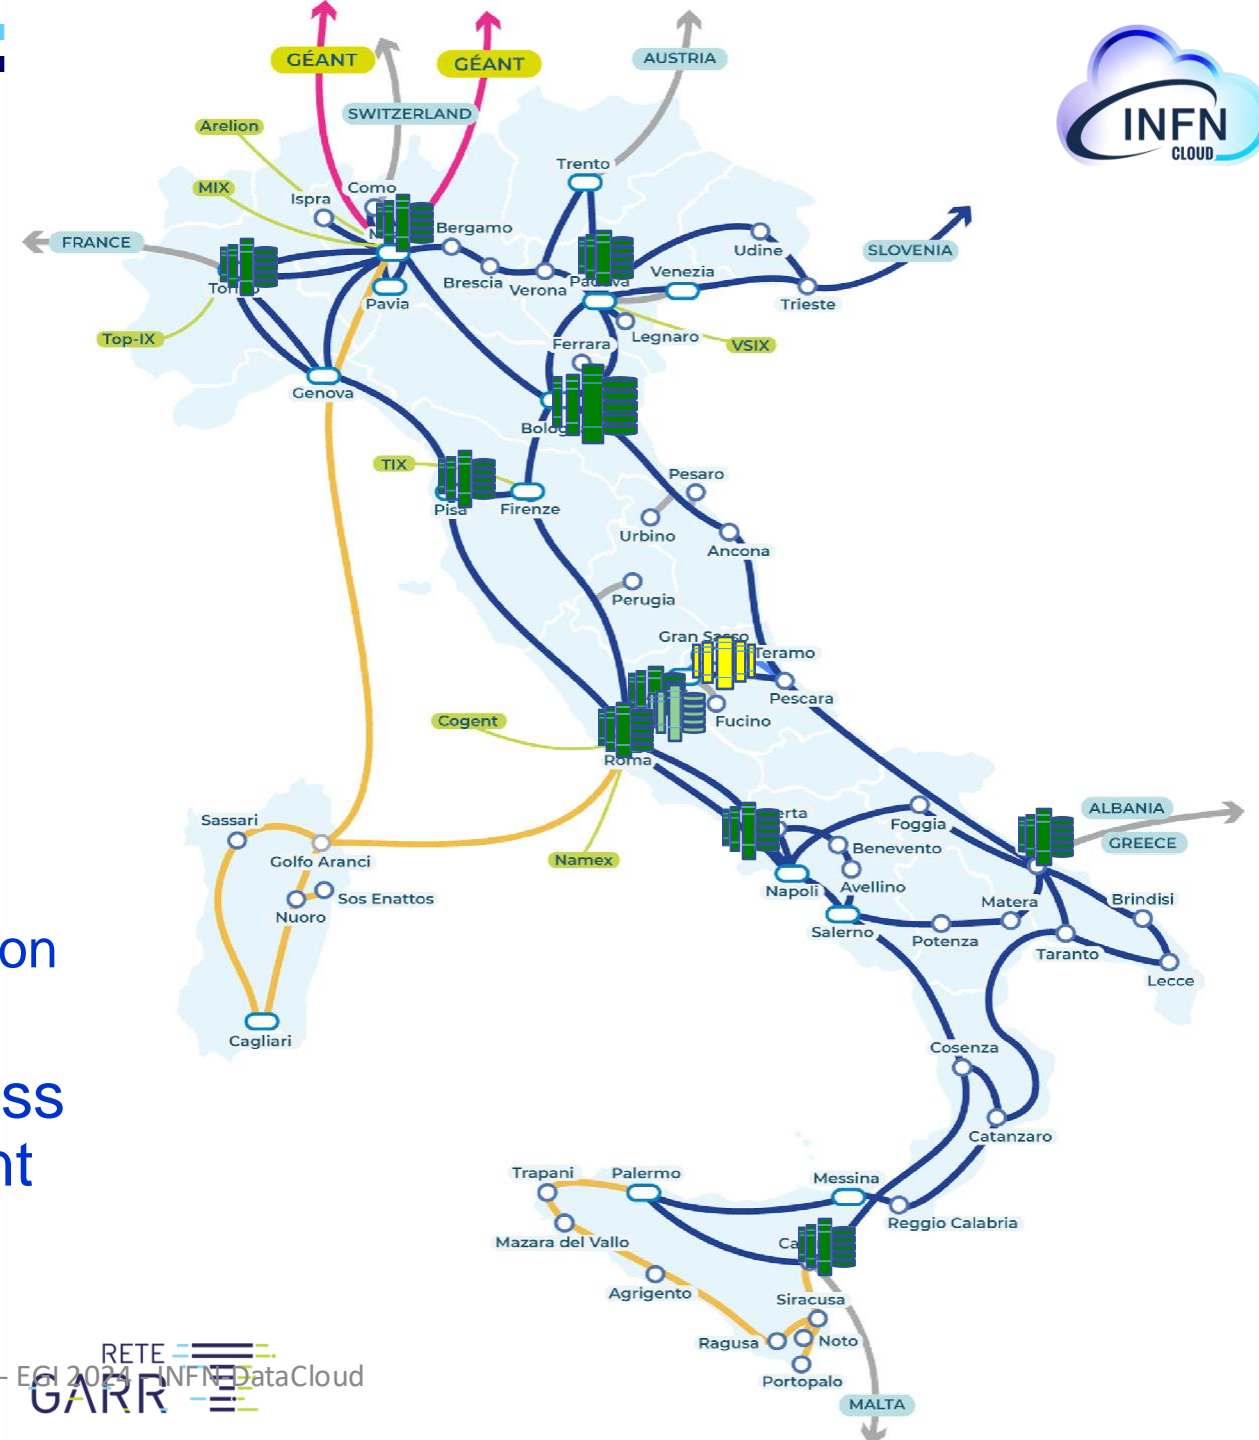 GÉANT
GÉANT
AUSTRIA
SWITZERLAND
INFN
CLOUD
Arelion
Trento
MIX
Como
Ispra
Bergamo
FRANCE
Udine
SLOVENIA
Brescia
Verona
Venezia
Pavia
Trieste
Top-IX
Legnaro
VSIX
Ferrara
Genova
TIX
Pesaro
Pisa
Firenze
Urbino
Ancona
Perugia
Gran Sasso
Teramo
Pescara
Cogent
Fucino
Roma
Sassari
Foggia
ALBANIA
GREECE
Golfo Aranci
Namex
Benevento
Sos Enattos
Napoli
Avellino
Nuoro
Matera
Brindisi
Salerno
Potenza
Taranto
on
Lecce
Cagliari
Cosenza
ss
Catanzaro
nt
Trapani
Palermo
Messina
Reggio Calabria
Mazara del Vallo
Agrigento
Siracusa
Ragusa
Noto
Portopalo
RETE
GARR
- EGI 2024 - INFN-DataCloud
MALTA